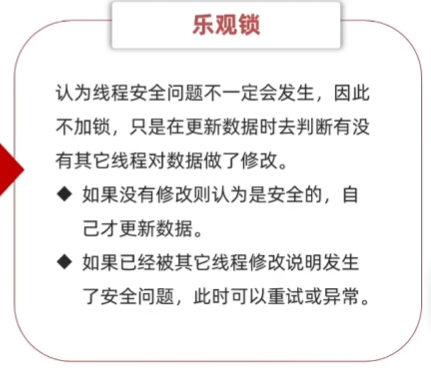 乐观锁
认为线程安全问题不一定会发生，因此
不加锁，只是在更新数据时去判断有没
有其它线程对数据做了修改。
◆ 如果没有修改则认为是安全的，自
己才更新数据。
◆ 如果已经被其它线程修改说明发生
了安全问题，此时可以重试或异常。